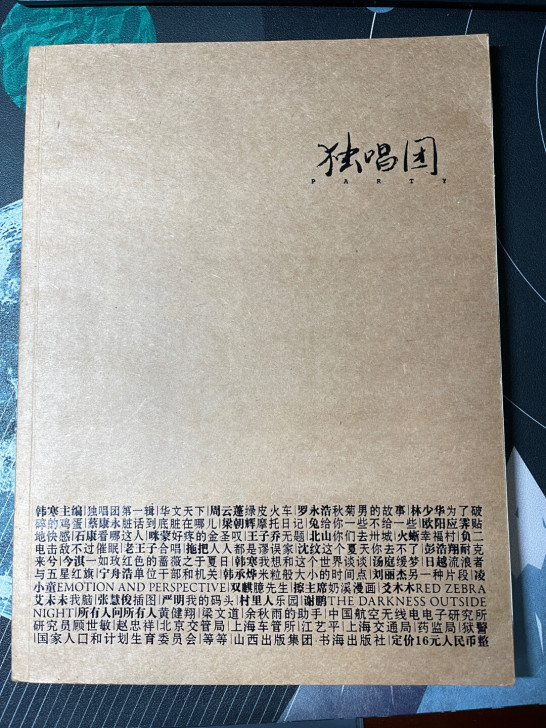 独唱团
PARTY
韩寒主编|独唱团第一辑|华文天下|周云蓬绿皮火车|罗永浩秋菊男的故事|林少华为了破
碎的鸡蛋|蔡康永脏话到底脏在哪儿|梁朝辉摩托日记|兔给你一些不给一些|欧阳应霁贴
地快感|石康看哪这人|咪蒙好疼的金圣叹|王子乔无题|北山你们去卅城|火蜥幸福村|负二
电击敌不过催眠|老王子合唱|拖把人人都是谬误家|沈纹这个夏天你去不了|彭浩翔耐克
来兮|今淇一如玫红色的蔷薇之于夏日|韩寒我想和这个世界谈谈|汤庭缓梦|日越流浪者
与五星红旗|宁舟浩单位干部和机关|韩承烨米粒般大小的时间点|刘丽杰另一种片段|凌
小童EMOTION AND PERSPECTIVE|双麒臆先生|擦主席奶溪漫画|爻木木RED ZEBRA
艾未未我脑|张慧俊插图|严明我的码头|村里人乐园|谢鹏THE DARKNESS OUTSIDE
NIGHT|所有人问所有人黄健翔|梁文道|余秋雨的助手|中国航空无线电电子研究所
研究员顾世敏|赵忠祥|北京交管局|上海车管所|江艺平|上海交通局|药监局|狱警
国家人口和计划生育委员会|等等|山西出版集团·书海出版社|定价16元人民币整